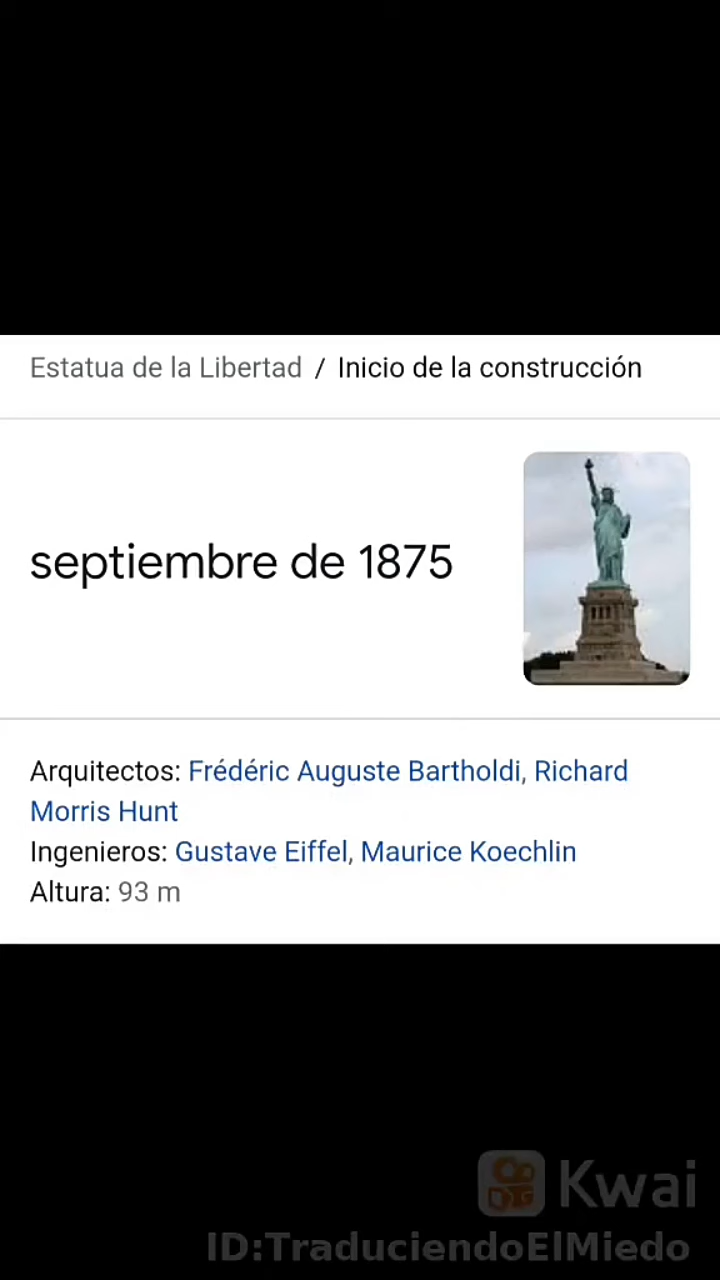 Estatua de la Libertad / Inicio de la construcción
septiembre de 1875
Arquitectos: Frédéric Auguste Bartholdi, Richard
Morris Hunt
Ingenieros: Gustave Eiffel, Maurice Koechlin
Altura: 93 m
Kwai
ID:TraduciendoElMiedo